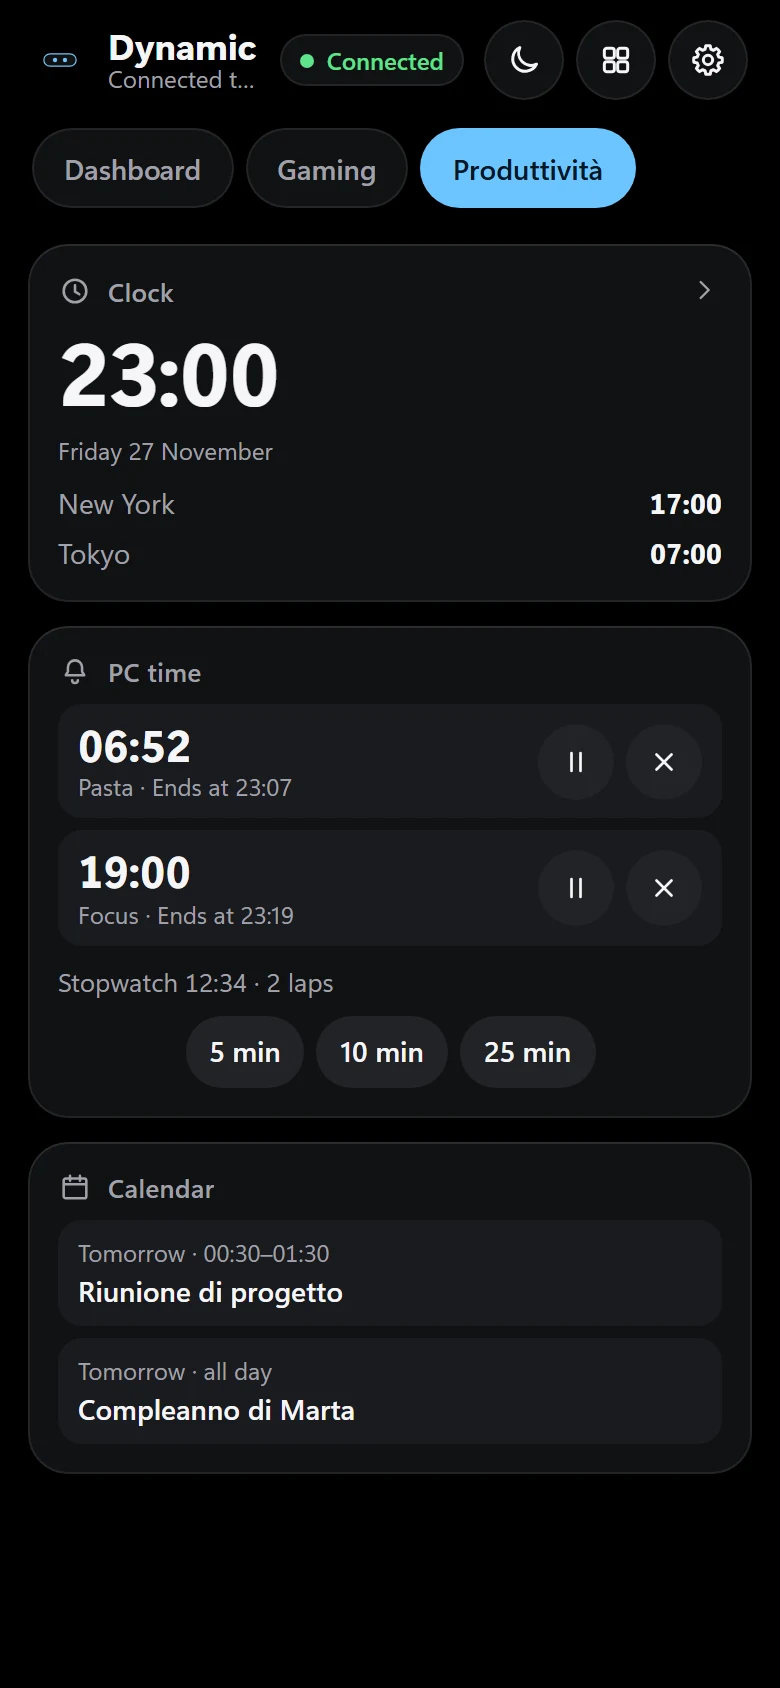 Dynamic
Connected t...
Connected
Dashboard
Gaming
Produttività
Clock
23:00
Friday 27 November
New York
17:00
Tokyo
07:00
PC time
06:52
Pasta · Ends at 23:07
19:00
Focus · Ends at 23:19
Stopwatch 12:34 · 2 laps
5 min
10 min
25 min
Calendar
Tomorrow · 00:30–01:30
Riunione di progetto
Tomorrow · all day
Compleanno di Marta